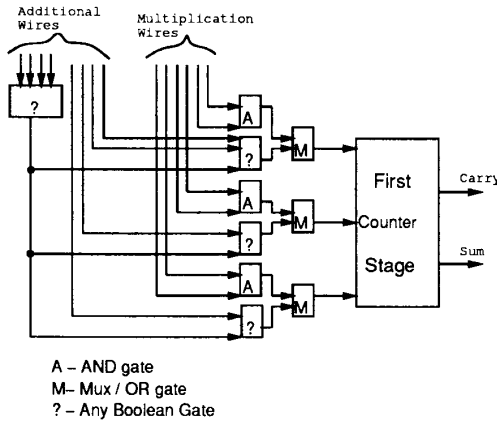 Additional
Wires
Multiplication
Wires
?
A
?
M
A
?
M
A
?
M
First
Counter
Stage
Carry
Sum
A – AND gate
M– Mux / OR gate
? - Any Boolean Gate